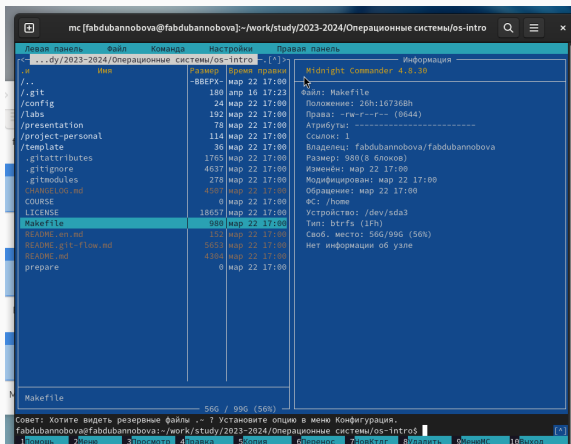 mc [fabdubannobova@fabdubannobova]:~/work/study/2023-2024/Операционные системы/os-intro
Левая панель Файл Команда Настройки Правая панель
<- ...dy/2023-2024/Операционные системы/os-intro -.[^]>
.и Имя Размер Время правки
/.. -ВВЕРХ- мар 22 17:00
/.git 180 апр 16 17:23
/config 24 мар 22 17:00
/labs 192 мар 22 17:00
/presentation 78 мар 22 17:00
/project-personal 114 мар 22 17:00
/template 36 мар 22 17:00
.gitattributes 1765 мар 22 17:00
.gitignore 4637 мар 22 17:00
.gitmodules 278 мар 22 17:00
CHANGELOG.md 4507 мар 22 17:00
COURSE 0 мар 22 17:00
LICENSE 18657 мар 22 17:00
Makefile 980 мар 22 17:00
README.en.md 152 мар 22 17:00
README.git-flow.md 5653 мар 22 17:00
README.md 4304 мар 22 17:00
prepare 0 мар 22 17:00
Makefile
56G / 99G (56%)
Информация
Midnight Commander 4.8.30
Файл: Makefile
Положение: 26h:16736Bh
Права: -rw-r--r-- (0644)
Атрибуты: ------------------------
Ссылок: 1
Владелец: fabdubannobova/fabdubannobova
Размер: 980(8 блоков)
Изменён: мар 22 17:00
Модифицирован: мар 22 17:00
Обращение: мар 22 17:00
ФС: /home
Устройство: /dev/sda3
Тип: btrfs (1Fh)
Своб. место: 56G/99G (56%)
Нет информации об узле
Совет: Хотите видеть резервные файлы .~ ? Установите опцию в меню Конфигурация.
fabdubannobova@fabdubannobova:~/work/study/2023-2024/Операционные системы/os-intro$ [^]
1Помощь 2Меню 3Просмотр 4Правка 5Копия 6Перенос 7НовКтлг 8Удалить 9МенюМС 10Выход